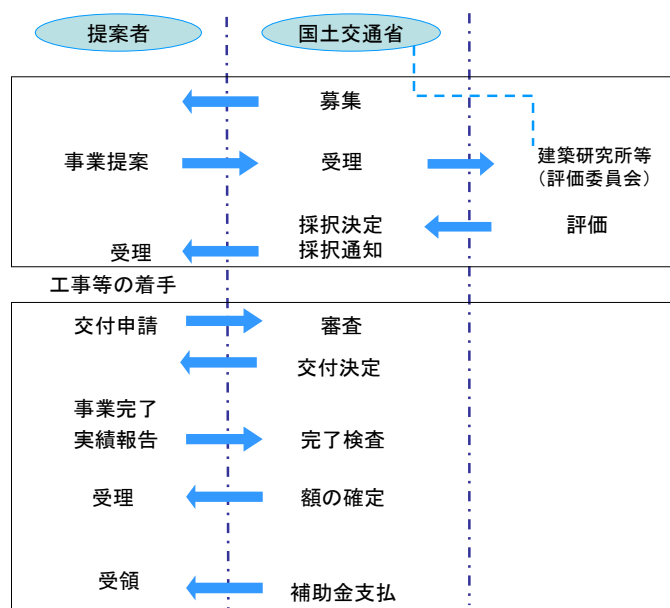 提案者
国土交通省
募集
事業提案
受理
建築研究所等
（評価委員会）
採択決定
評価
採択通知
受理
工事等の着手
交付申請
審査
交付決定
事業完了
実績報告
完了検査
受理
額の確定
受領
補助金支払